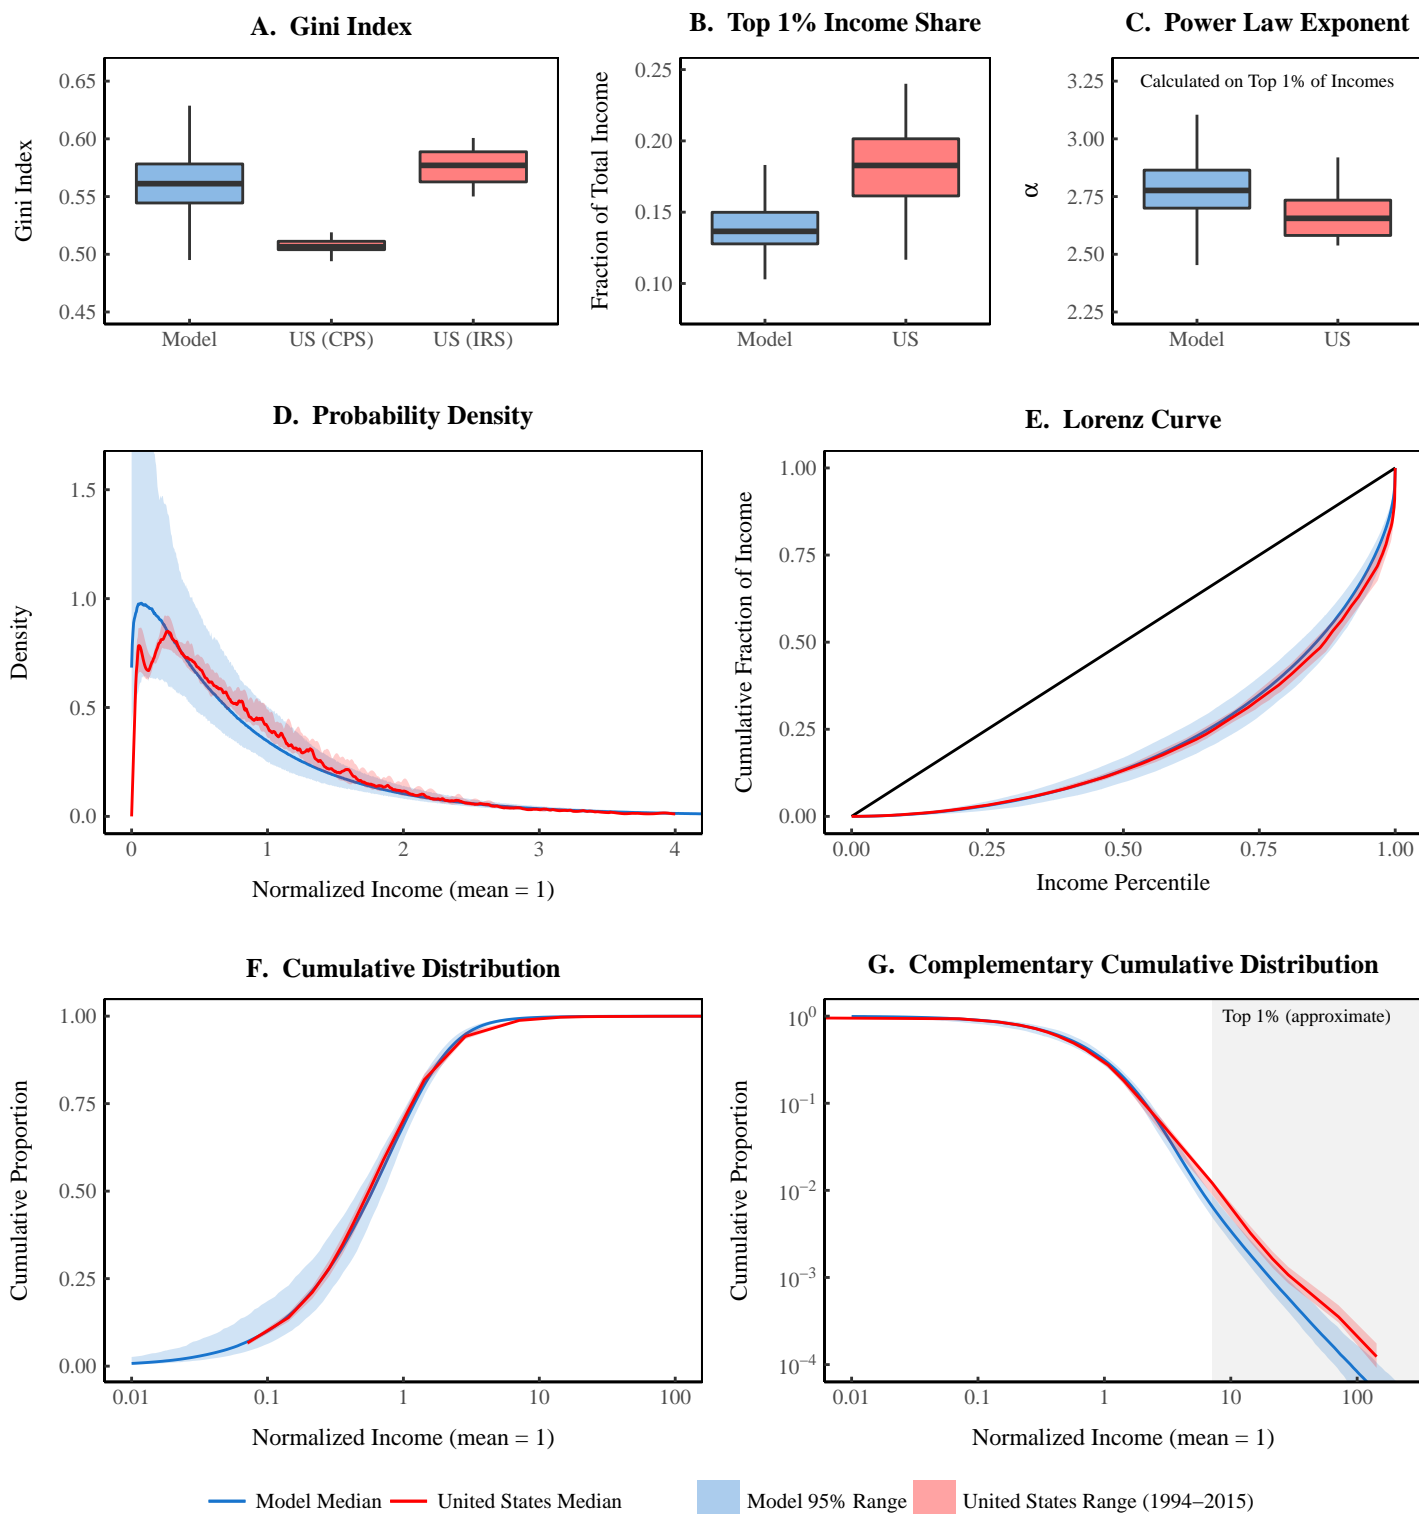 A. Gini Index
Gini Index
0.65
0.60
0.55
0.50
0.45
Model
US (CPS)
US (IRS)
B. Top 1% Income Share
Fraction of Total Income
0.25
0.20
0.15
0.10
Model
US
C. Power Law Exponent
Calculated on Top 1% of Incomes
α
3.25
3.00
2.75
2.50
2.25
Model
US
D. Probability Density
Density
1.5
1.0
0.5
0.0
0
1
2
3
4
Normalized Income (mean = 1)
E. Lorenz Curve
Cumulative Fraction of Income
1.00
0.75
0.50
0.25
0.00
0.00
0.25
0.50
0.75
1.00
Income Percentile
F. Cumulative Distribution
Cumulative Proportion
1.00
0.75
0.50
0.25
0.00
0.01
0.1
1
10
100
Normalized Income (mean = 1)
G. Complementary Cumulative Distribution
Top 1% (approximate)
Cumulative Proportion
10⁰
10⁻¹
10⁻²
10⁻³
10⁻⁴
0.01
0.1
1
10
100
Normalized Income (mean = 1)
Model Median
United States Median
Model 95% Range
United States Range (1994−2015)